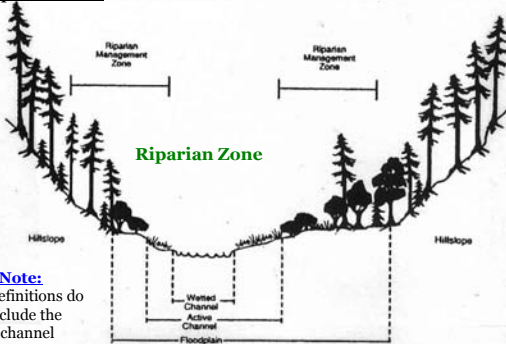 Riparian
Management
Zone
Riparian
Management
Zone
Riparian Zone
Hillslope
Hillslope
Note:
efinitions do
clude the
channel
Wetted
Channel
Active
Channel
Floodplain